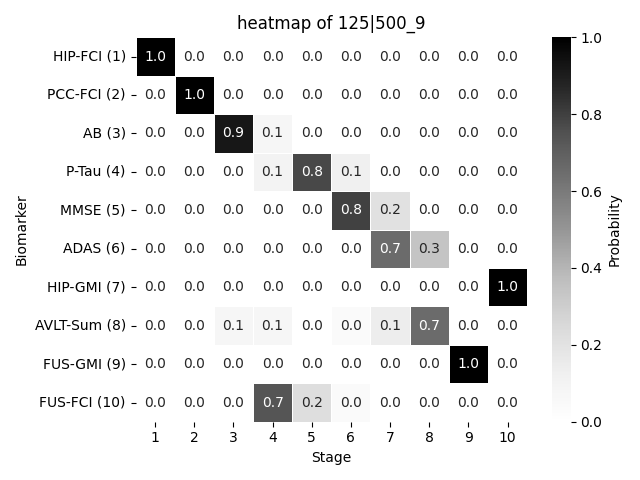 heatmap of 125|500_9
HIP-FCI (1) 1.0 0.0 0.0 0.0 0.0 0.0 0.0 0.0 0.0 0.0
PCC-FCI (2) 0.0 1.0 0.0 0.0 0.0 0.0 0.0 0.0 0.0 0.0
AB (3) 0.0 0.0 0.9 0.1 0.0 0.0 0.0 0.0 0.0 0.0
P-Tau (4) 0.0 0.0 0.0 0.1 0.8 0.1 0.0 0.0 0.0 0.0
MMSE (5) 0.0 0.0 0.0 0.0 0.0 0.8 0.2 0.0 0.0 0.0
ADAS (6) 0.0 0.0 0.0 0.0 0.0 0.0 0.7 0.3 0.0 0.0
HIP-GMI (7) 0.0 0.0 0.0 0.0 0.0 0.0 0.0 0.0 0.0 1.0
AVLT-Sum (8) 0.0 0.0 0.1 0.1 0.0 0.0 0.1 0.7 0.0 0.0
FUS-GMI (9) 0.0 0.0 0.0 0.0 0.0 0.0 0.0 0.0 1.0 0.0
FUS-FCI (10) 0.0 0.0 0.0 0.7 0.2 0.0 0.0 0.0 0.0 0.0
1 2 3 4 5 6 7 8 9 10
Stage
Biomarker
1.0
0.8
0.6
0.4
0.2
0.0
Probability